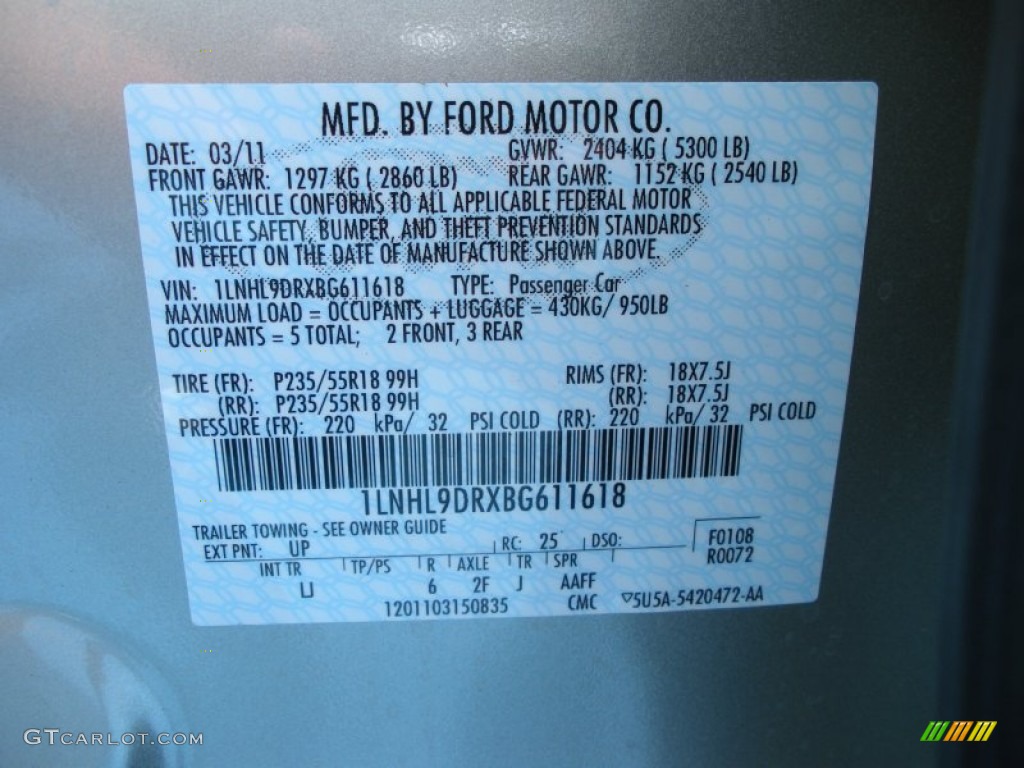 MFD. BY FORD MOTOR CO.
DATE: 03/11 GVWR: 2404 KG ( 5300 LB)
FRONT GAWR: 1297 KG ( 2860 LB) REAR GAWR: 1152 KG ( 2540 LB)
THIS VEHICLE CONFORMS TO ALL APPLICABLE FEDERAL MOTOR
VEHICLE SAFETY, BUMPER, AND THEFT PREVENTION STANDARDS
IN EFFECT ON THE DATE OF MANUFACTURE SHOWN ABOVE.
VIN: 1LNHL9DRXBG611618 TYPE: Passenger Car
MAXIMUM LOAD = OCCUPANTS + LUGGAGE = 430KG/ 950LB
OCCUPANTS = 5 TOTAL; 2 FRONT, 3 REAR
TIRE (FR): P235/55R18 99H RIMS (FR): 18X7.5J
(RR): P235/55R18 99H (RR): 18X7.5J
PRESSURE (FR): 220 kPa/ 32 PSI COLD (RR): 220 kPa/ 32 PSI COLD
1LNHL9DRXBG611618
TRAILER TOWING - SEE OWNER GUIDE
EXT PNT: UP RC: 25 DSO: F0108
R0072
INT TR TP/PS R AXLE TR SPR
IJ 6 2F J AAFF
1201103150835 CMC ▽5U5A-5420472-AA
GTCARLOT.COM